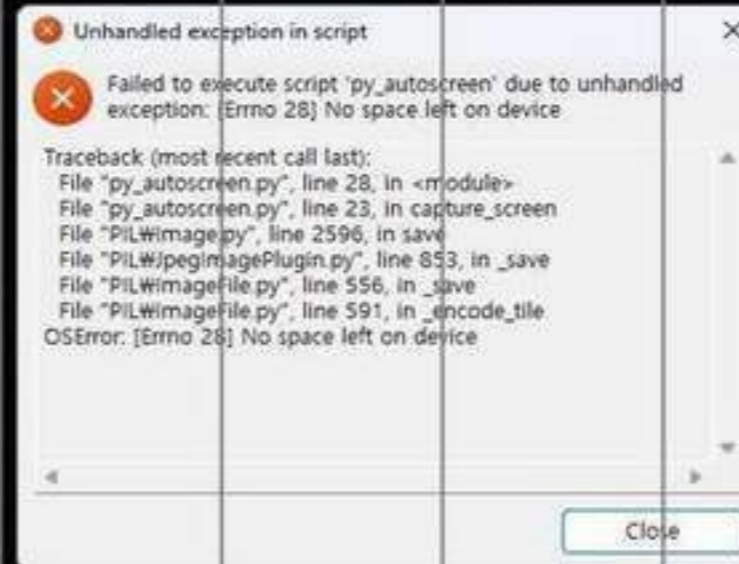 Unhandled exception in script
Failed to execute script 'py_autoscreen' due to unhandled
exception: [Errno 28] No space left on device
Traceback (most recent call last):
File "py_autoscreen.py", line 28, in <module>
File "py_autoscreen.py", line 23, in capture_screen
File "PIL₩Image.py", line 2596, in save
File "PIL₩JpegImagePlugin.py", line 853, in _save
File "PIL₩ImageFile.py", line 556, in _save
File "PIL₩ImageFile.py", line 591, in _encode_tile
OSError: [Errno 28] No space left on device
Close